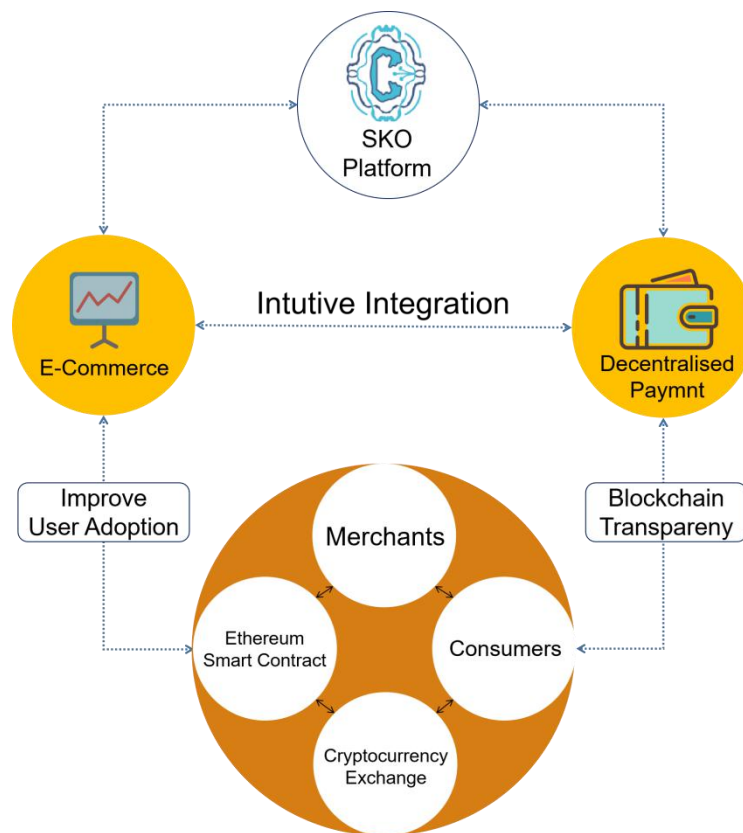 SKO
Platform
Intutive Integration
E-Commerce
Decentralised
Paymnt
Improve
User Adoption
Blockchain
Transpareny
Merchants
Ethereum
Smart Contract
Consumers
Cryptocurrency
Exchange